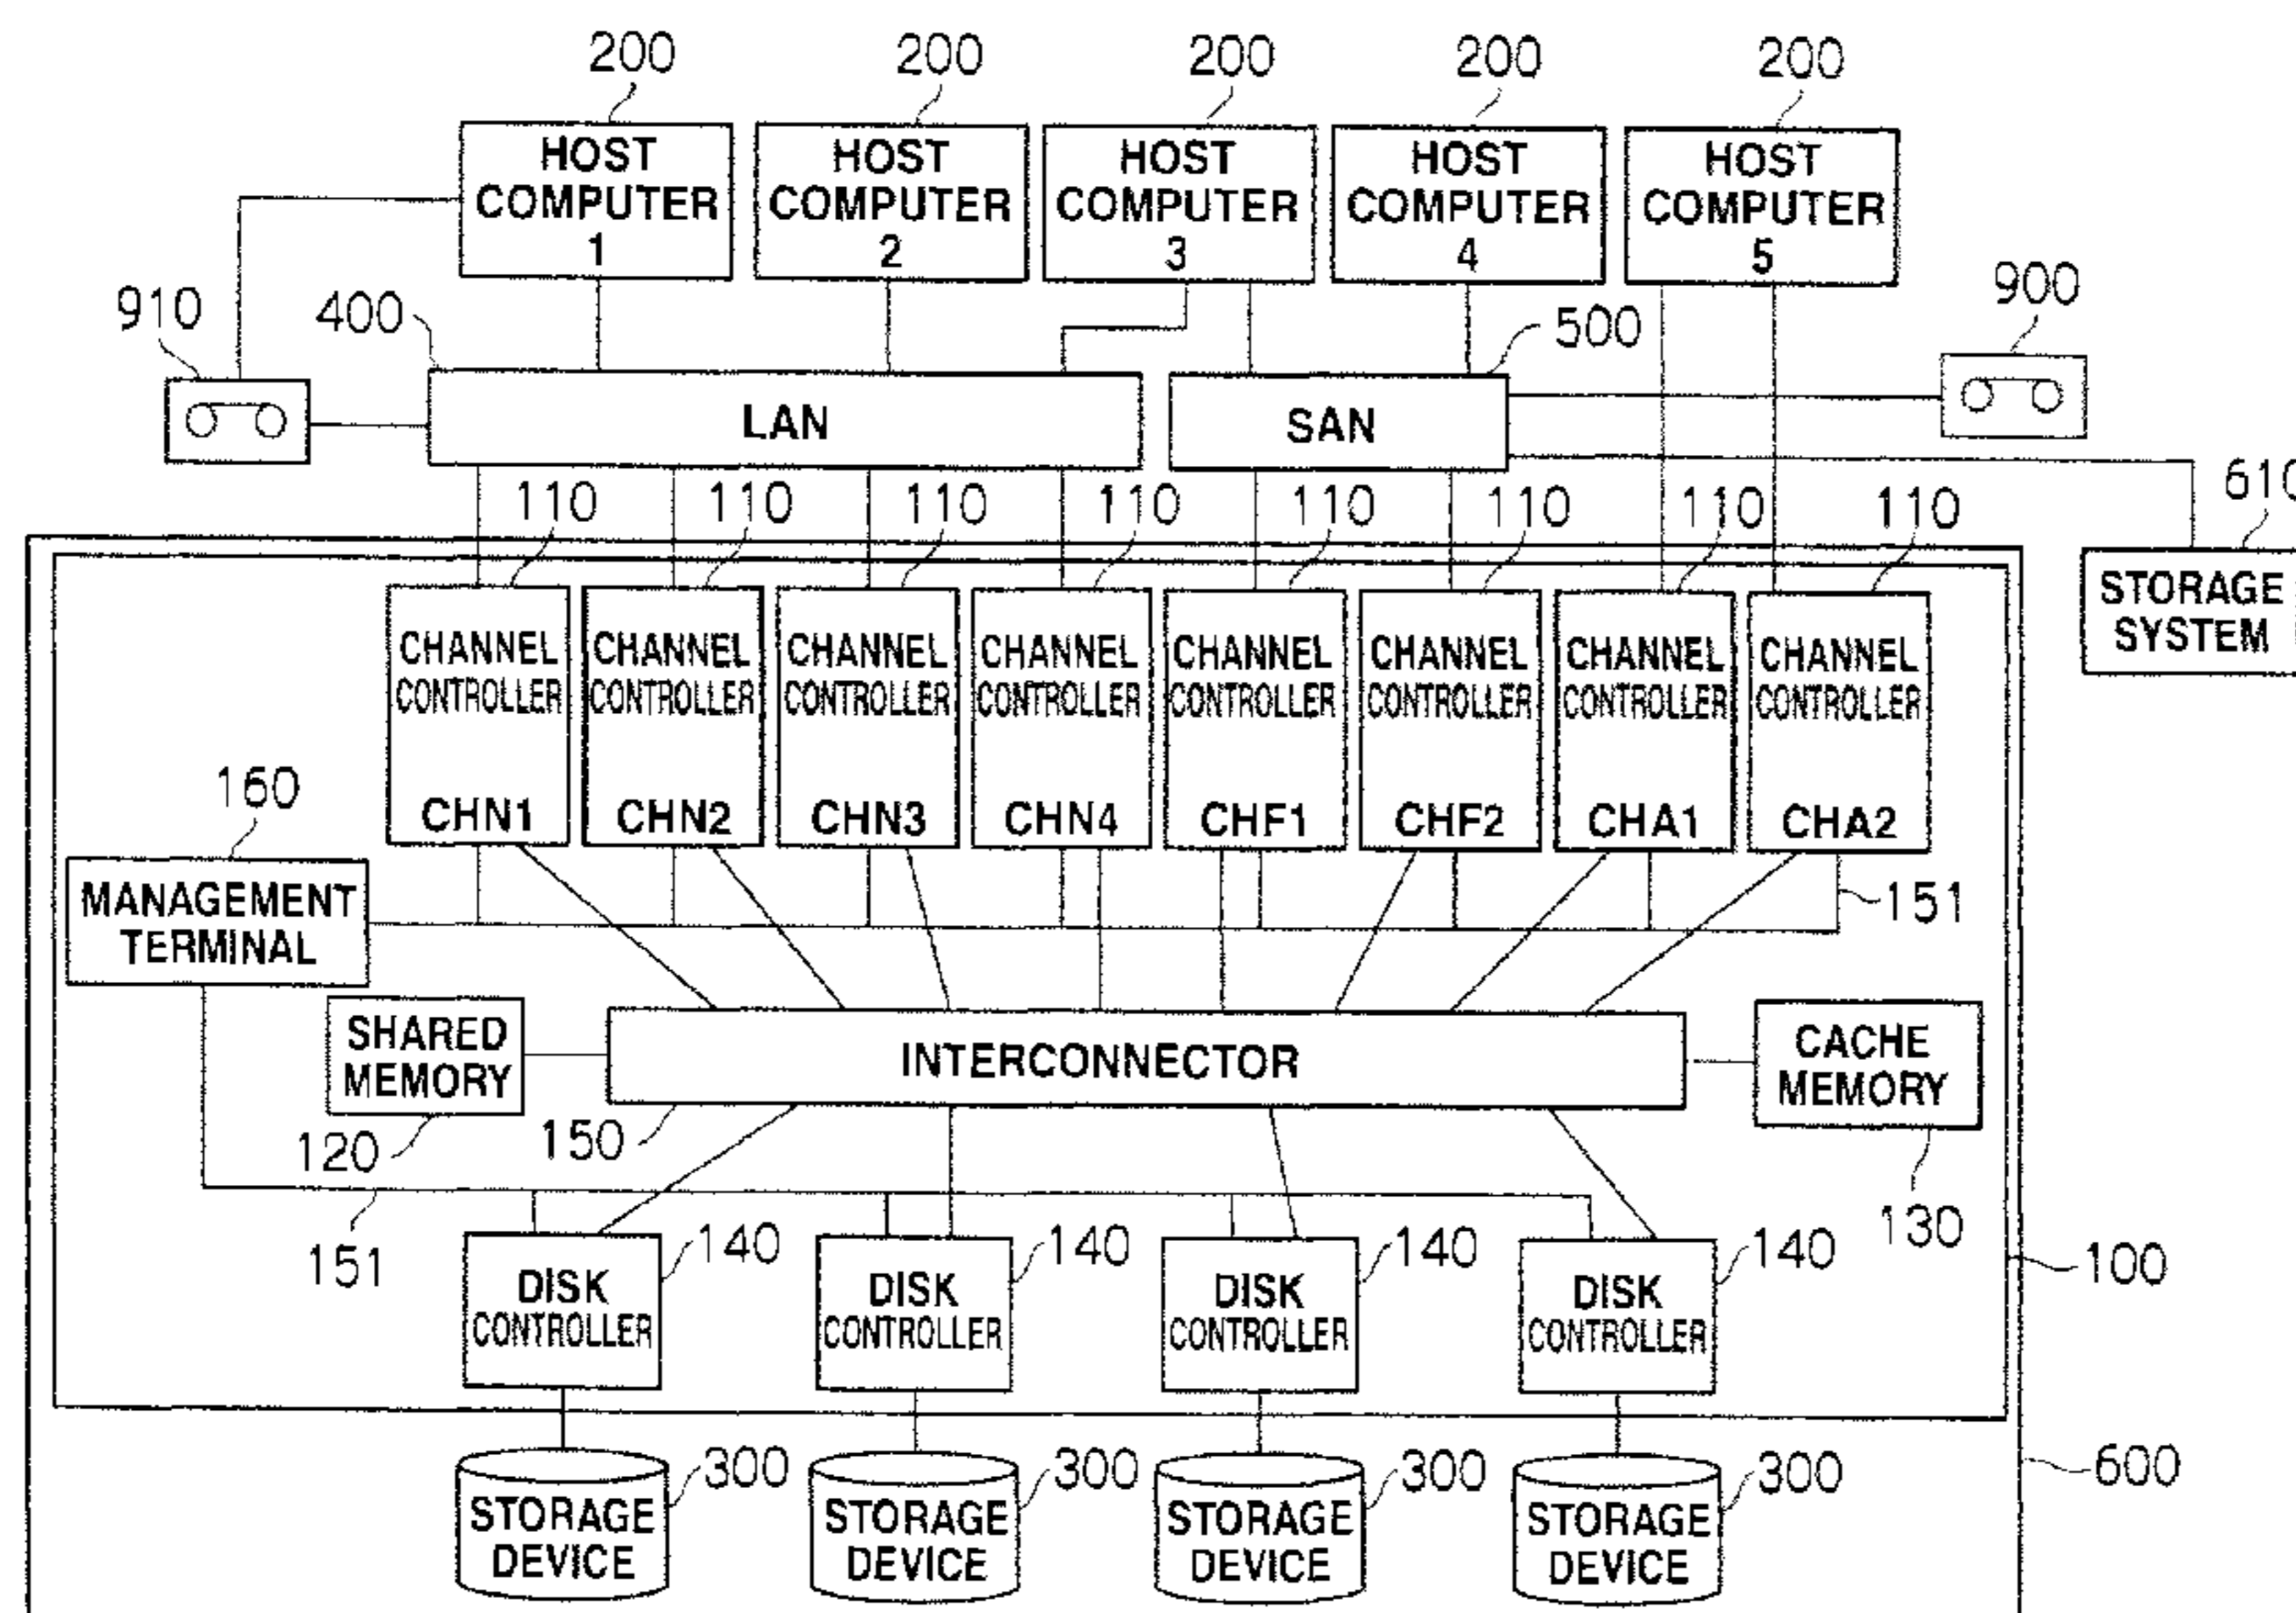 200 200 200 200 200
HOST COMPUTER 1
HOST COMPUTER 2
HOST COMPUTER 3
HOST COMPUTER 4
HOST COMPUTER 5
910
400
500
900
LAN
SAN
110 110 110 110 110 110 110 110
610
STORAGE SYSTEM
CHANNEL CONTROLLER CHN1
CHANNEL CONTROLLER CHN2
CHANNEL CONTROLLER CHN3
CHANNEL CONTROLLER CHN4
CHANNEL CONTROLLER CHF1
CHANNEL CONTROLLER CHF2
CHANNEL CONTROLLER CHA1
CHANNEL CONTROLLER CHA2
160
MANAGEMENT TERMINAL
151
SHARED MEMORY
INTERCONNECTOR
CACHE MEMORY
120
150
130
151
140 140 140 140
100
DISK CONTROLLER
DISK CONTROLLER
DISK CONTROLLER
DISK CONTROLLER
300 300 300 300
600
STORAGE DEVICE
STORAGE DEVICE
STORAGE DEVICE
STORAGE DEVICE